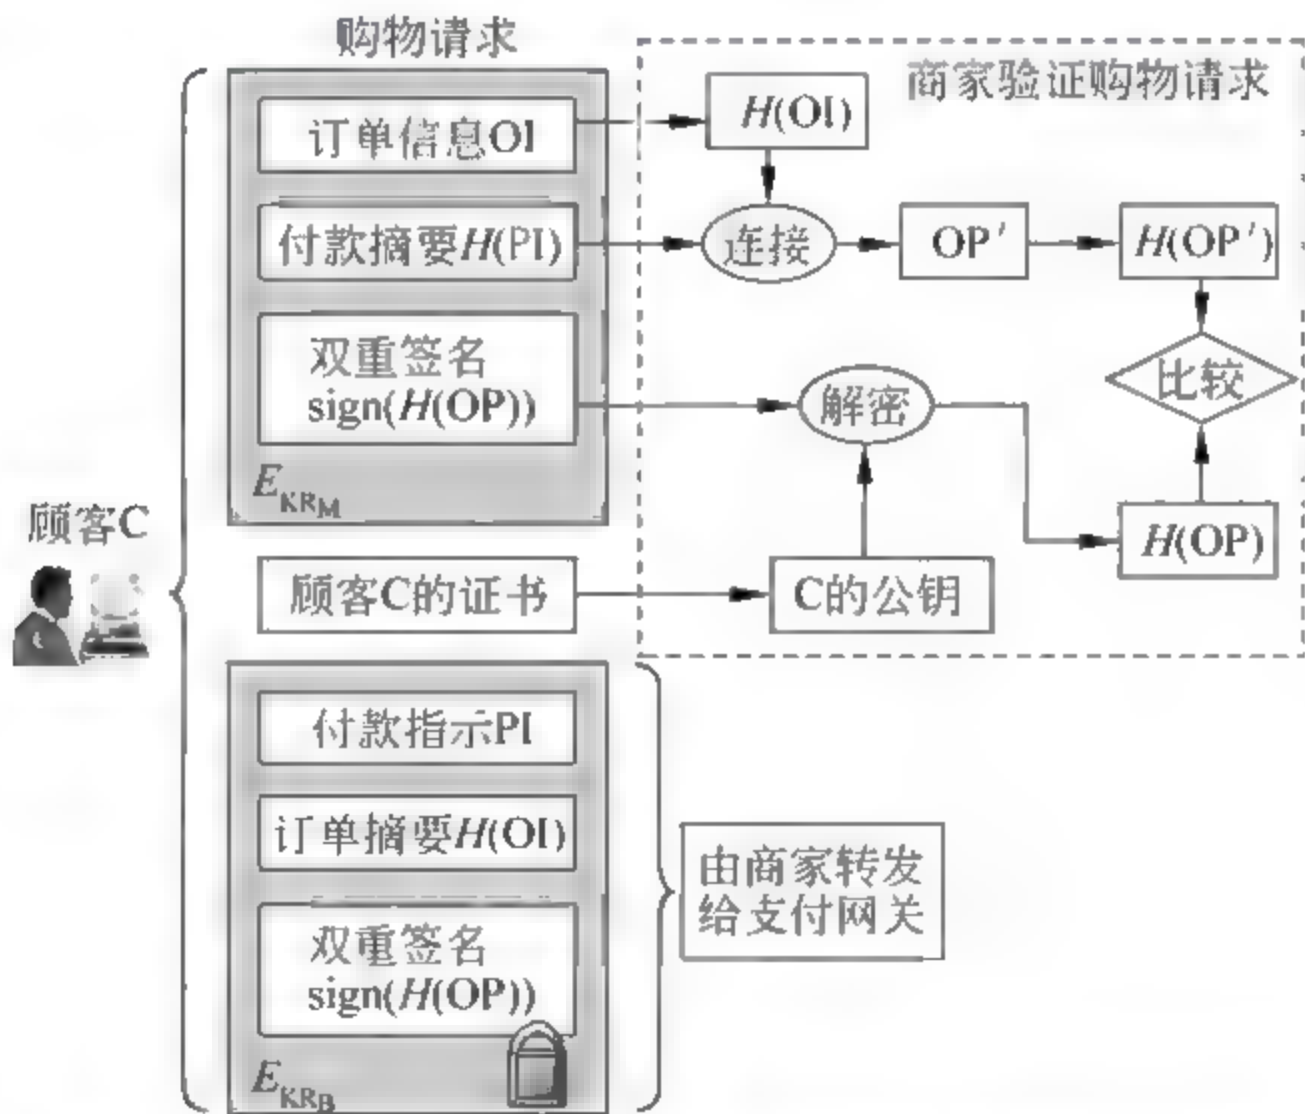 购物请求
商家验证购物请求
订单信息OI
H(OI)
付款摘要H(PI)
连接
OP′
H(OP′)
双重签名
sign(H(OP))
解密
比较
E_KR_M
顾客C
H(OP)
顾客C的证书
C的公钥
付款指示PI
订单摘要H(OI)
由商家转发
给支付网关
双重签名
sign(H(OP))
E_KR_B